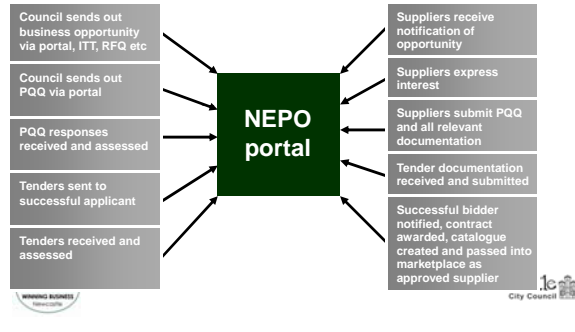 Council sends out
business opportunity
via portal, ITT, RFQ etc
Council sends out
PQQ via portal
PQQ responses
received and assessed
Tenders sent to
successful applicant
Tenders received and
assessed
NEPO
portal
Suppliers receive
notification of
opportunity
Suppliers express
interest
Suppliers submit PQQ
and all relevant
documentation
Tender documentation
received and submitted
Successful bidder
notified, contract
awarded, catalogue
created and passed into
marketplace as
approved supplier
WINNING BUSINESS
City Council